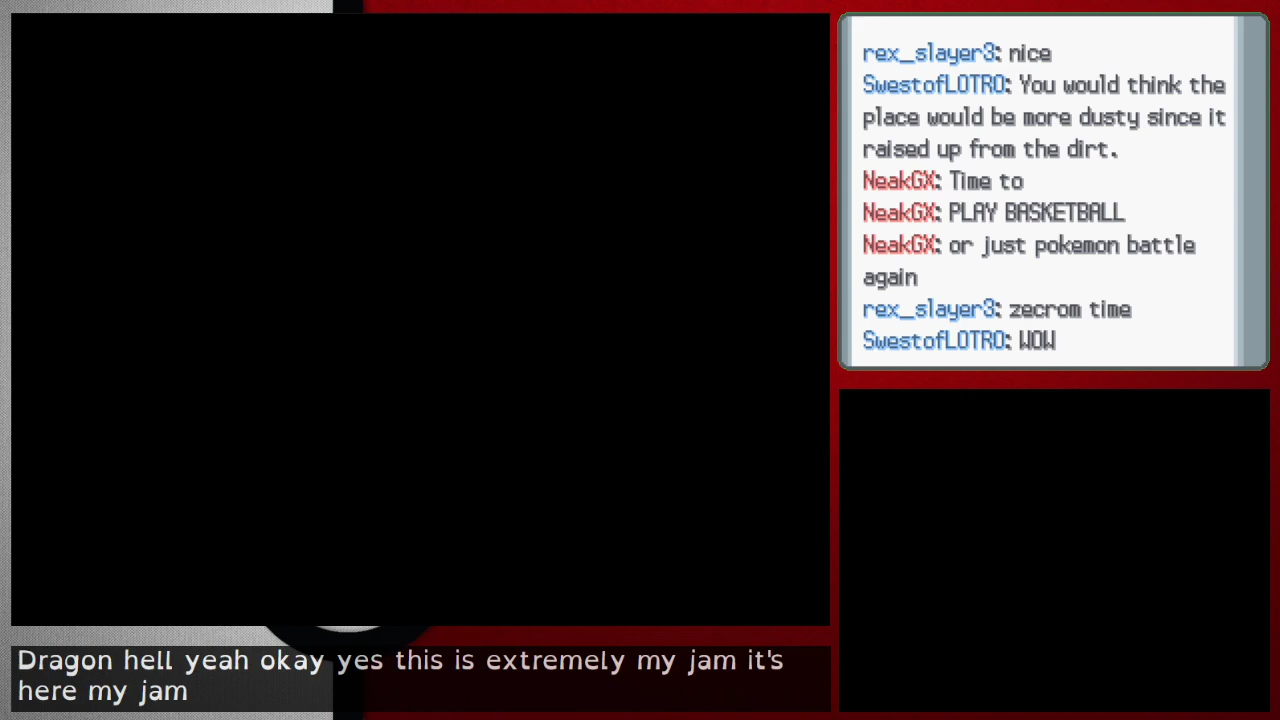 rex_slayer3: nice
SwestofLOTRO: You would think the
place would be more dusty since it
raised up from the dirt.
NeakGX: Time to
NeakGX: PLAY BASKETBALL
NeakGX: or just pokemon battle
again
rex_slayer3: zecrom time
SwestofLOTRO: WOW
Dragon hell yeah okay yes this is extremely my jam it's
here my jam